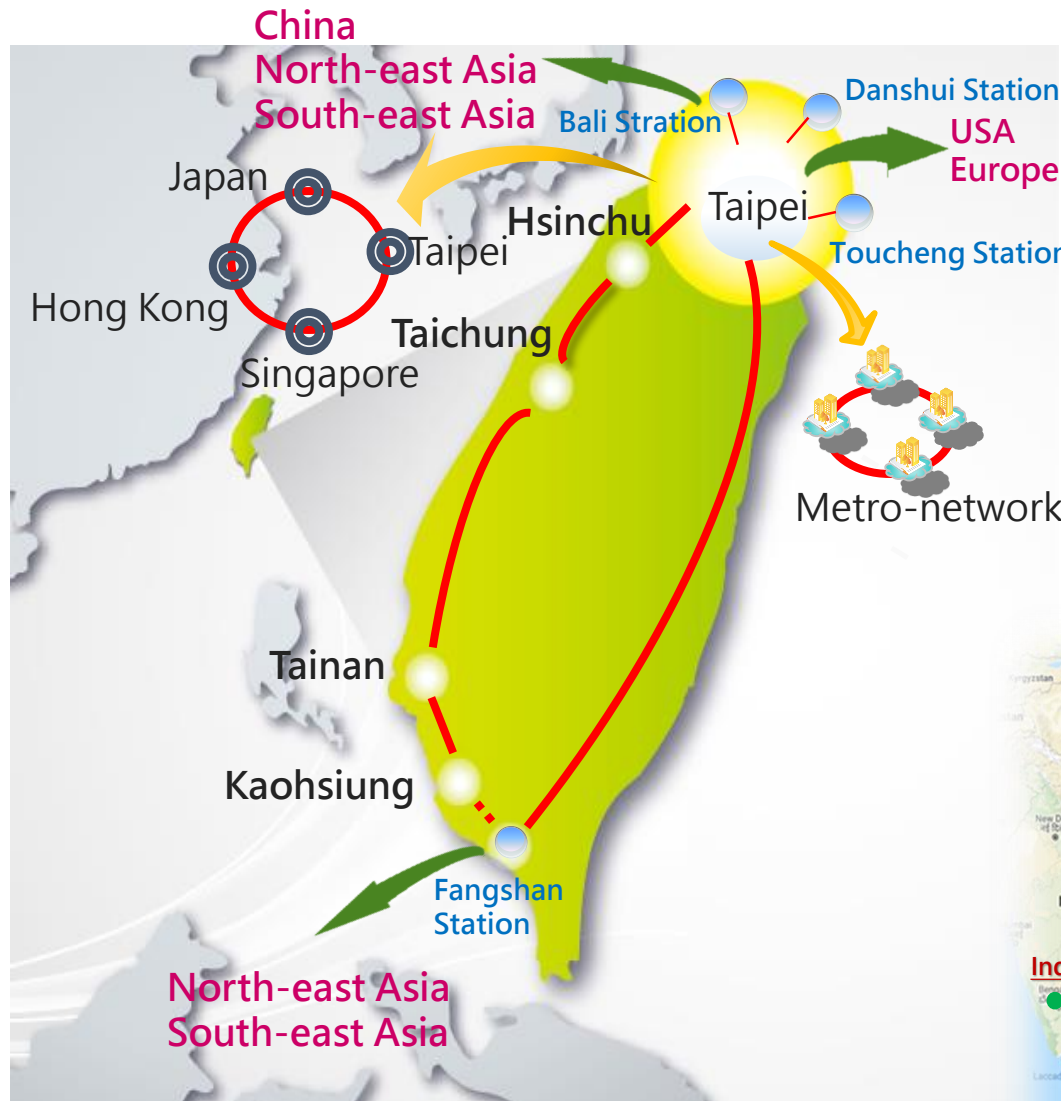 China
North-east Asia
South-east Asia
Bali Stration
Danshui Station
USA
Europe
Japan
Taipei
Hong Kong
Singapore
Hsinchu
Taipei
Toucheng Station
Taichung
Metro-network
Tainan
Kaohsiung
Fangshan
Station
North-east Asia
South-east Asia